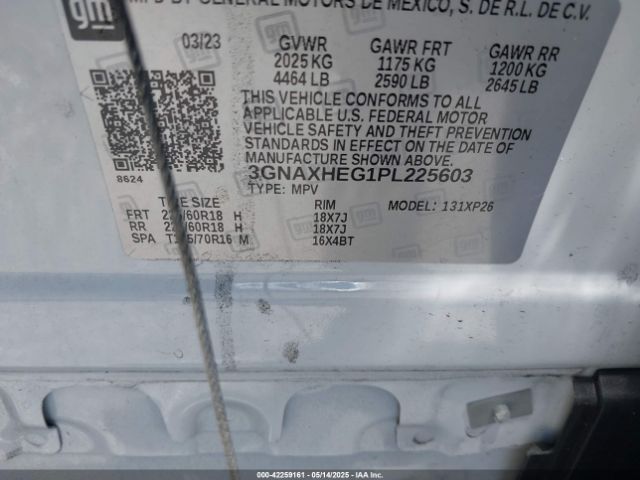 gm
MFD BY GENERAL MOTORS DE MEXICO, S. DE R.L. DE C.V.
03/23 GVWR GAWR FRT GAWR RR
2025 KG 1175 KG 1200 KG
4464 LB 2590 LB 2645 LB
THIS VEHICLE CONFORMS TO ALL
APPLICABLE U.S. FEDERAL MOTOR
VEHICLE SAFETY AND THEFT PREVENTION
STANDARDS IN EFFECT ON THE DATE OF
MANUFACTURE SHOWN ABOVE.
8624 3GNAXHEG1PL225603
TYPE: MPV MODEL: 131XP26
TIRE SIZE RIM
FRT H 18X7J
RR H 18X7J
SPA M 16X4BT
000-42259161 - 05/14/2025 - IAAI.COM